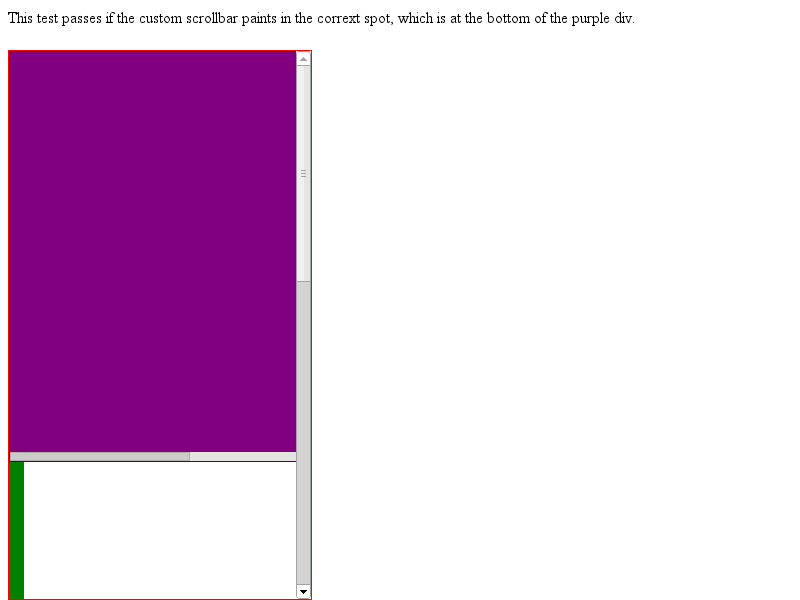 This test passes if the custom scrollbar paints in the corrext spot, which is at the bottom of the purple div.